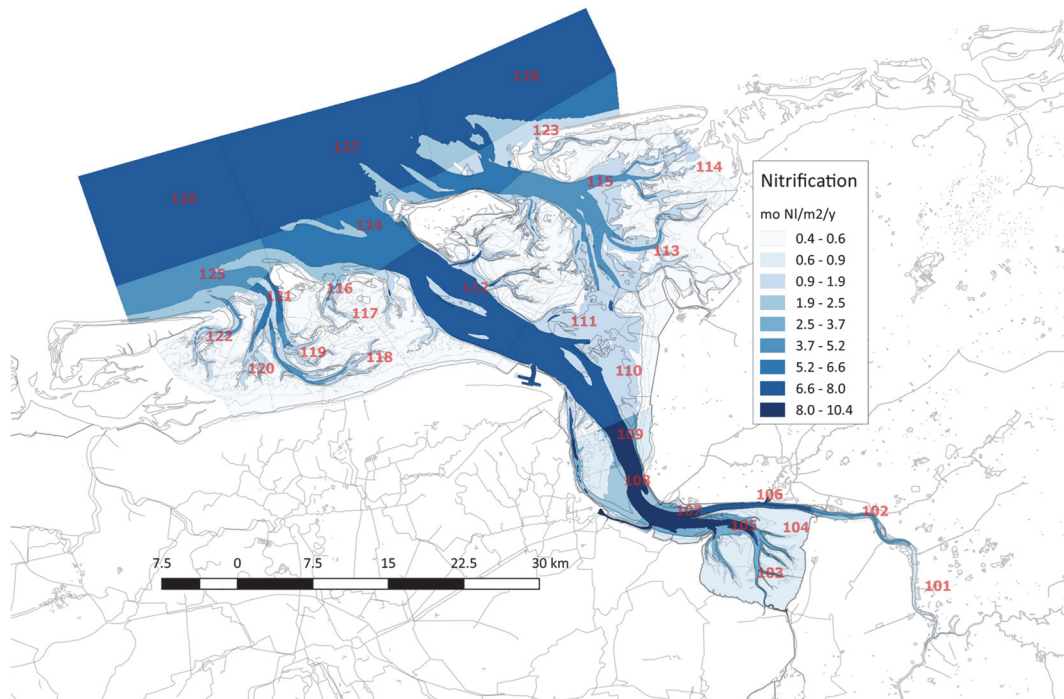 128
123
127
114
115
126
124
113
125
116
112
121
117
111
122
119
118
120
110
109
108
106
107
102
105
104
103
101
Nitrification
mo Nl/m2/y
0.4 - 0.6
0.6 - 0.9
0.9 - 1.9
1.9 - 2.5
2.5 - 3.7
3.7 - 5.2
5.2 - 6.6
6.6 - 8.0
8.0 - 10.4
7.5 0 7.5 15 22.5 30 km